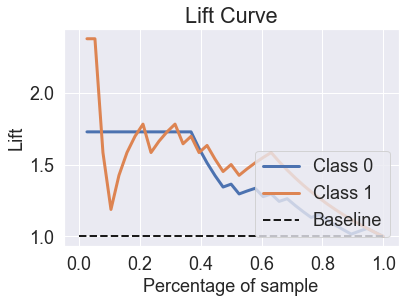 Lift Curve
Lift
2.0
1.5
1.0
Class 0
Class 1
Baseline
0.0 0.2 0.4 0.6 0.8 1.0
Percentage of sample